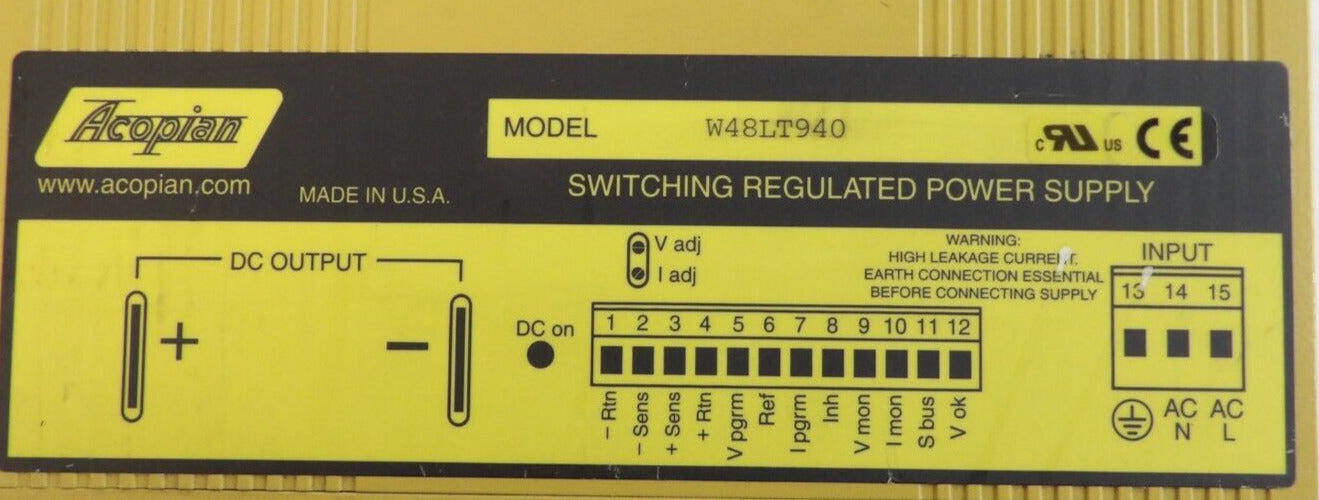 Acopian
www.acopian.com
MADE IN U.S.A.
MODEL W48LT940
c RU US CE
SWITCHING REGULATED POWER SUPPLY
DC OUTPUT
+ −
V adj
I adj
DC on
WARNING:
HIGH LEAKAGE CURRENT.
EARTH CONNECTION ESSENTIAL
BEFORE CONNECTING SUPPLY
1 2 3 4 5 6 7 8 9 10 11 12
− Rtn
− Sens
+ Sens
+ Rtn
V pgrm
Ref
I pgrm
Inh
V mon
I mon
S bus
V ok
INPUT
13 14 15
AC N
AC L